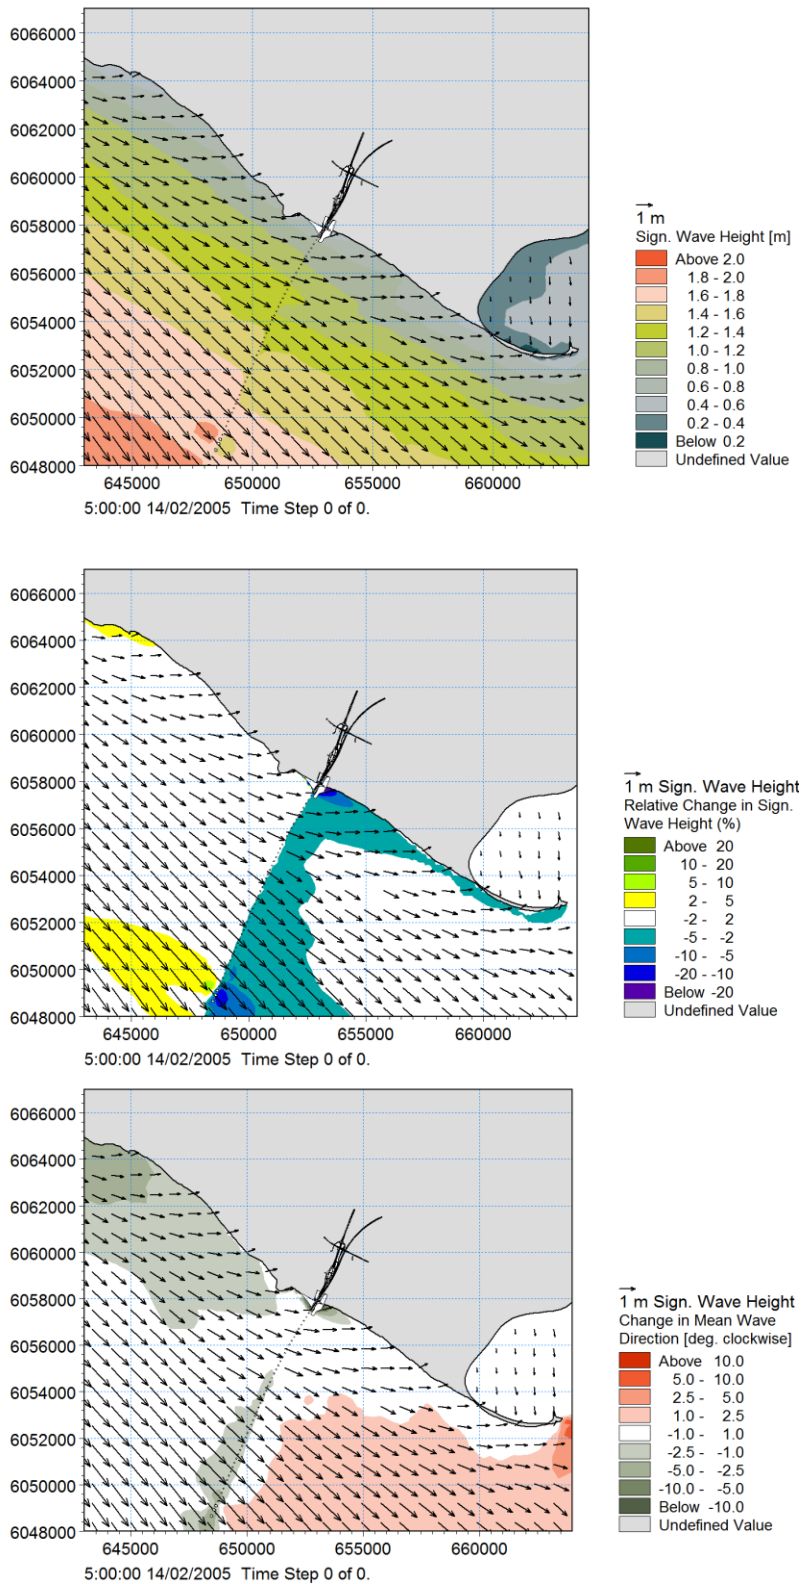 6066000
6064000
6062000
6060000
6058000
6056000
6054000
6052000
6050000
6048000
645000 650000 655000 660000
5:00:00 14/02/2005 Time Step 0 of 0.
1 m
Sign. Wave Height [m]
Above 2.0
1.8 - 2.0
1.6 - 1.8
1.4 - 1.6
1.2 - 1.4
1.0 - 1.2
0.8 - 1.0
0.6 - 0.8
0.4 - 0.6
0.2 - 0.4
Below 0.2
Undefined Value
6066000
6064000
6062000
6060000
6058000
6056000
6054000
6052000
6050000
6048000
645000 650000 655000 660000
5:00:00 14/02/2005 Time Step 0 of 0.
1 m Sign. Wave Height
Relative Change in Sign.
Wave Height (%)
Above 20
10 - 20
5 - 10
2 - 5
-2 - 2
-5 - -2
-10 - -5
-20 - -10
Below -20
Undefined Value
6066000
6064000
6062000
6060000
6058000
6056000
6054000
6052000
6050000
6048000
645000 650000 655000 660000
5:00:00 14/02/2005 Time Step 0 of 0.
1 m Sign. Wave Height
Change in Mean Wave
Direction [deg. clockwise]
Above 10.0
5.0 - 10.0
2.5 - 5.0
1.0 - 2.5
-1.0 - 1.0
-2.5 - -1.0
-5.0 - -2.5
-10.0 - -5.0
Below -10.0
Undefined Value